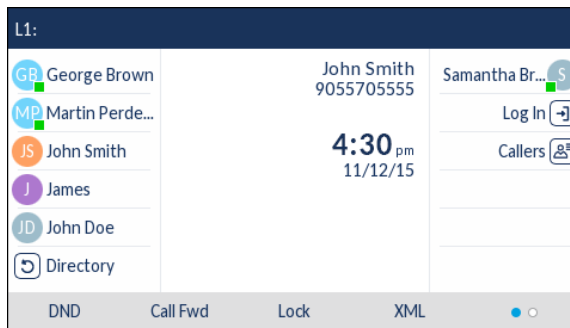 L1:
GB George Brown
MP Martin Perde...
JS John Smith
J James
JD John Doe
Directory
John Smith
9055705555
4:30 pm
11/12/15
Samantha Br... S
Log In
Callers
DND Call Fwd Lock XML